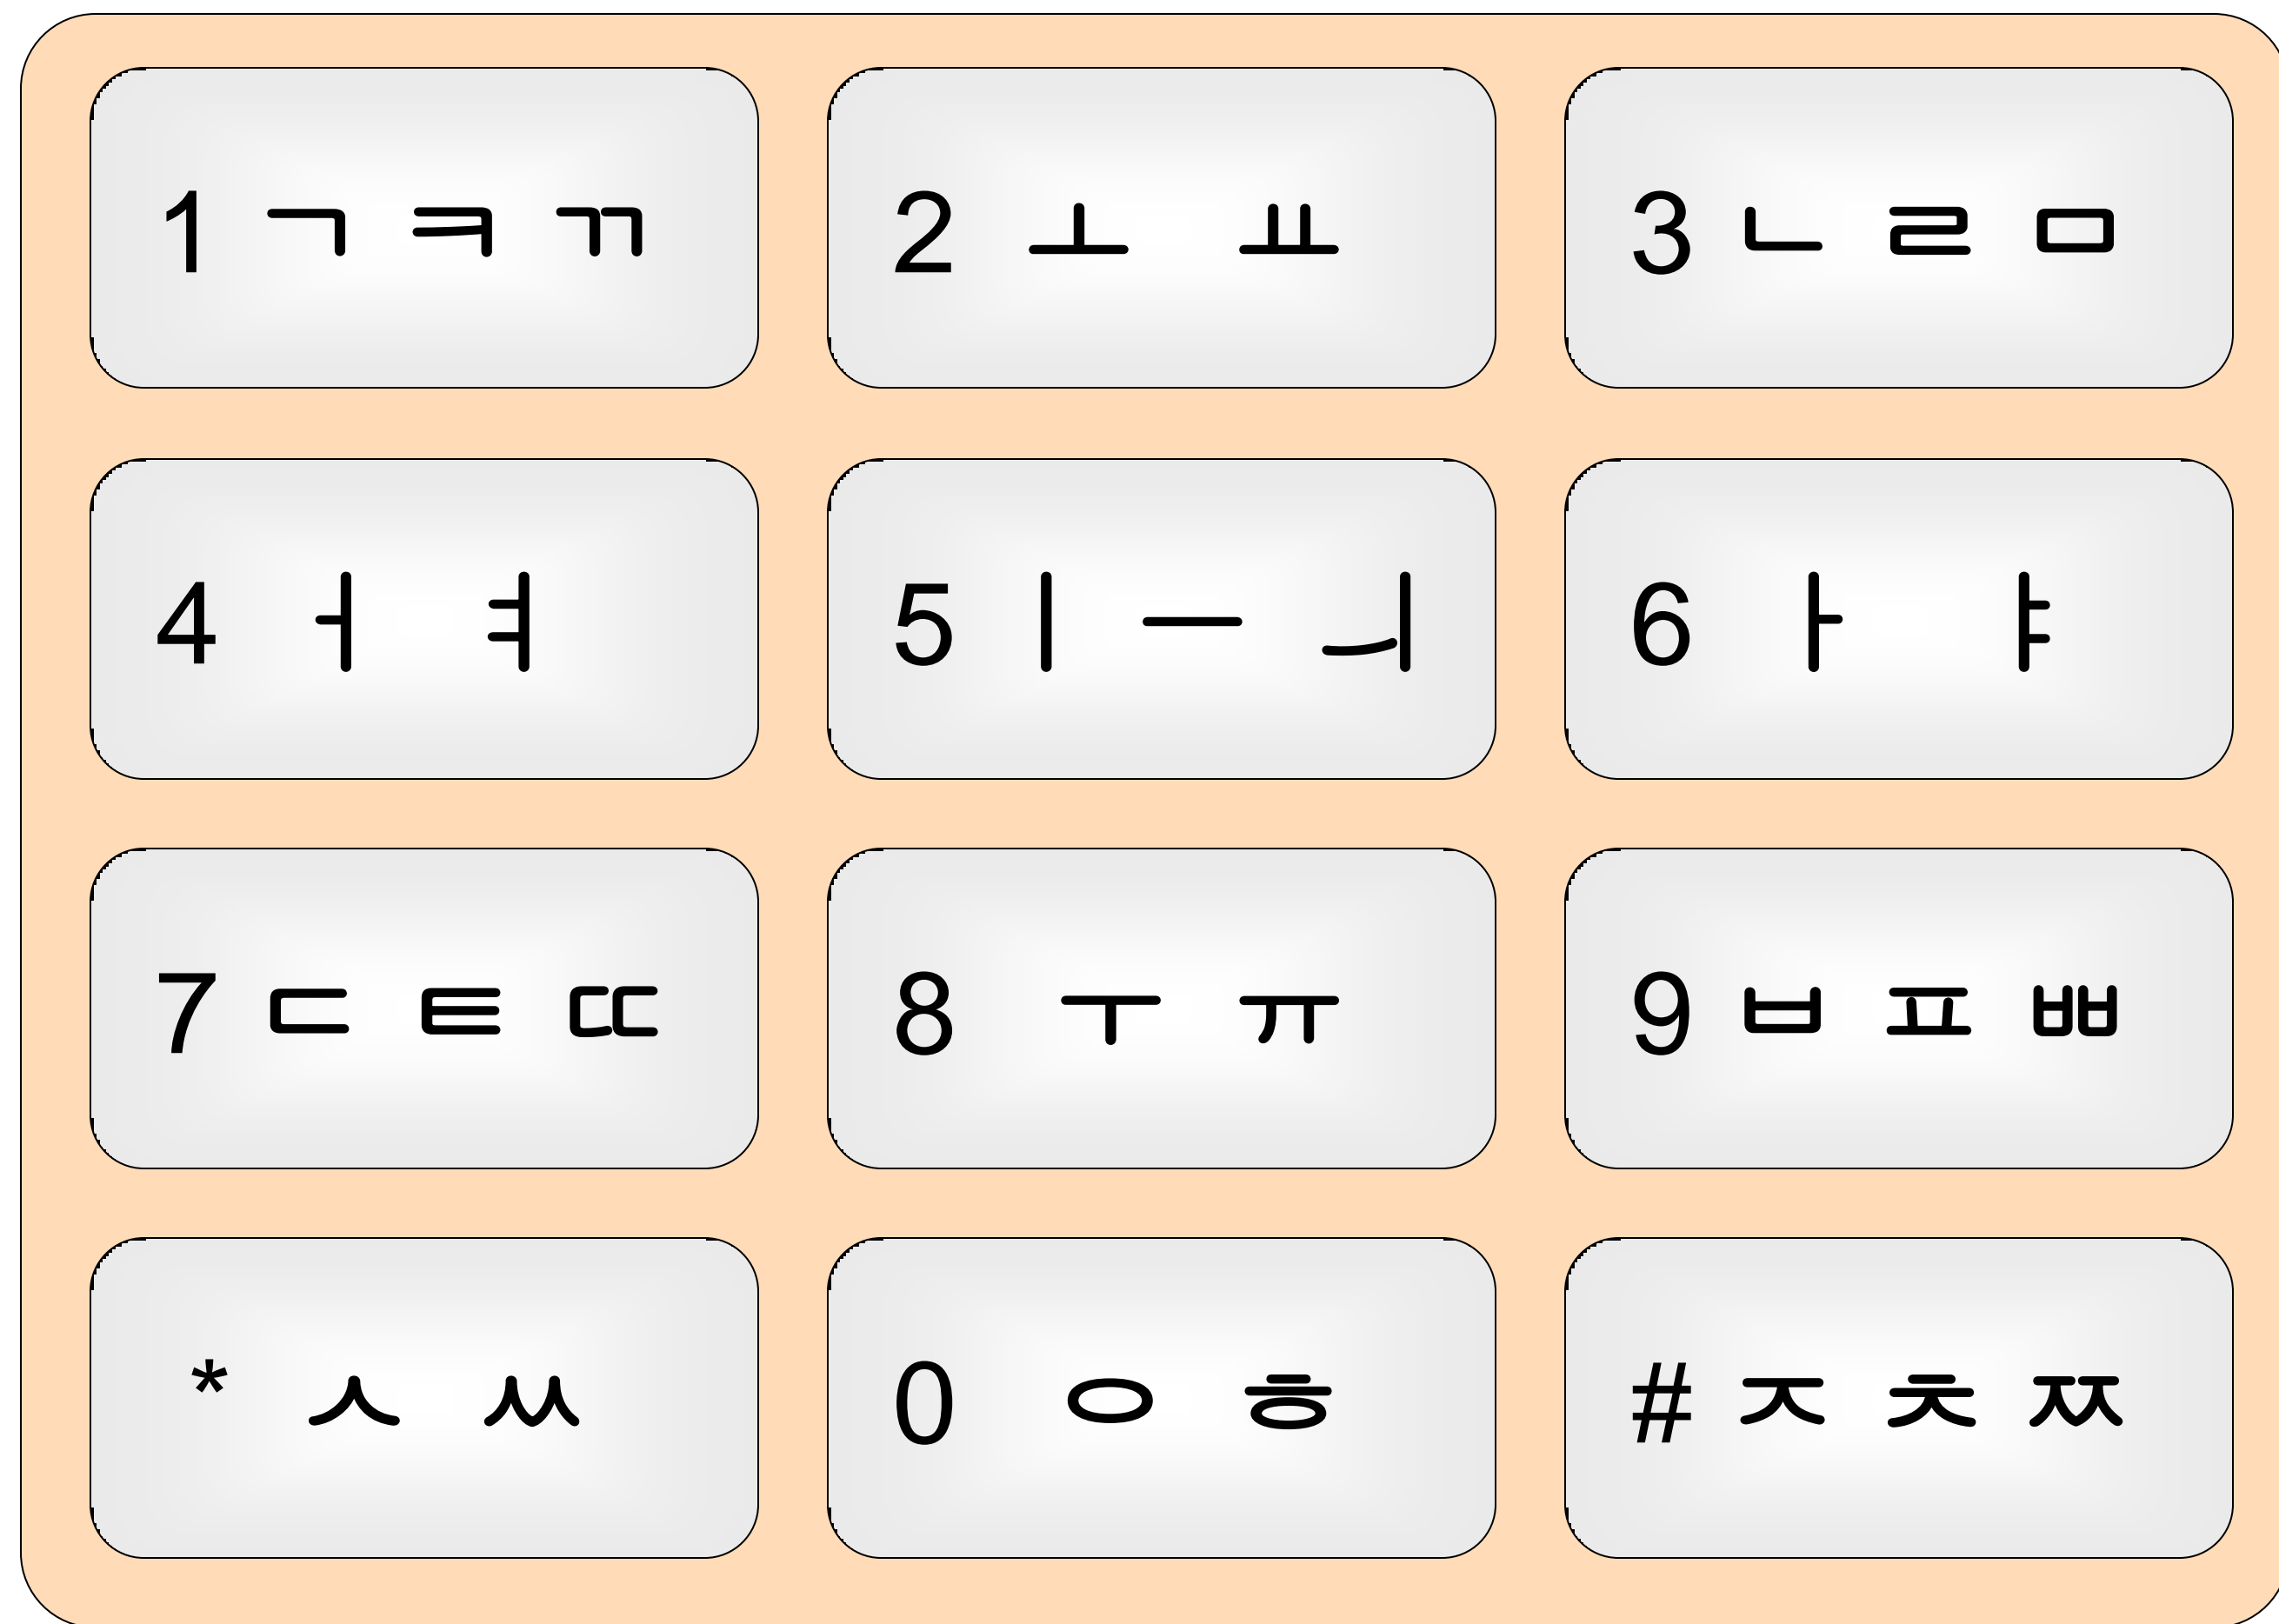 1 ㄱ ㅋ ㄲ 2 ㅗ ㅛ 3 ㄴ ㄹ ㅁ
4 ㅓ ㅕ 5 ㅣ ㅡ ㅢ 6 ㅏ ㅑ
7 ㄷ ㅌ ㄸ 8 ㅜ ㅠ 9 ㅂ ㅍ ㅃ
* ㅅ ㅆ 0 ㅇ ㅎ # ㅈ ㅊ ㅉ